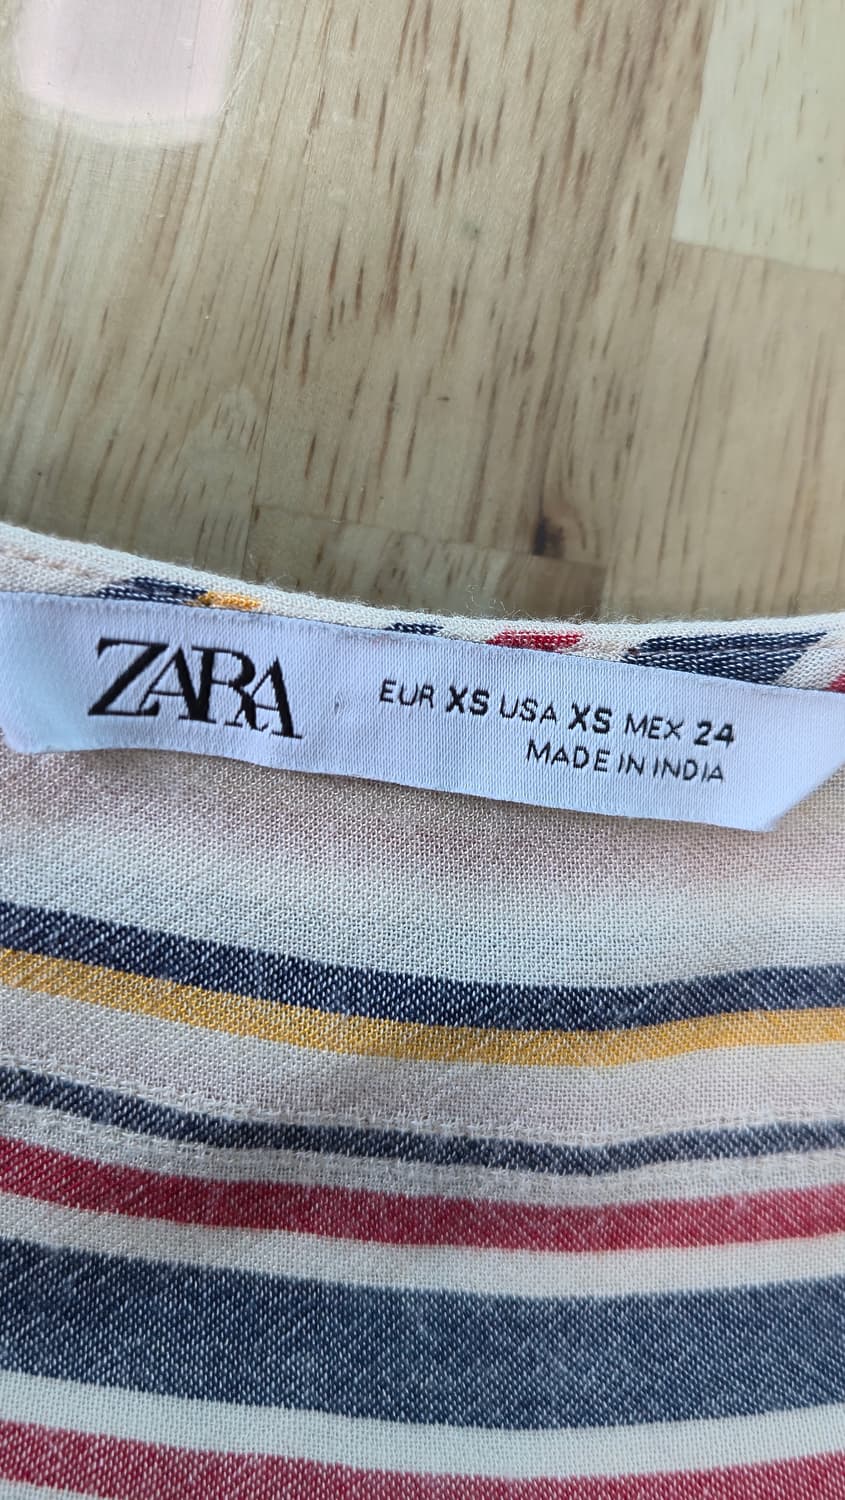 ZARA
EUR XS USA XS MEX 24
MADE IN INDIA